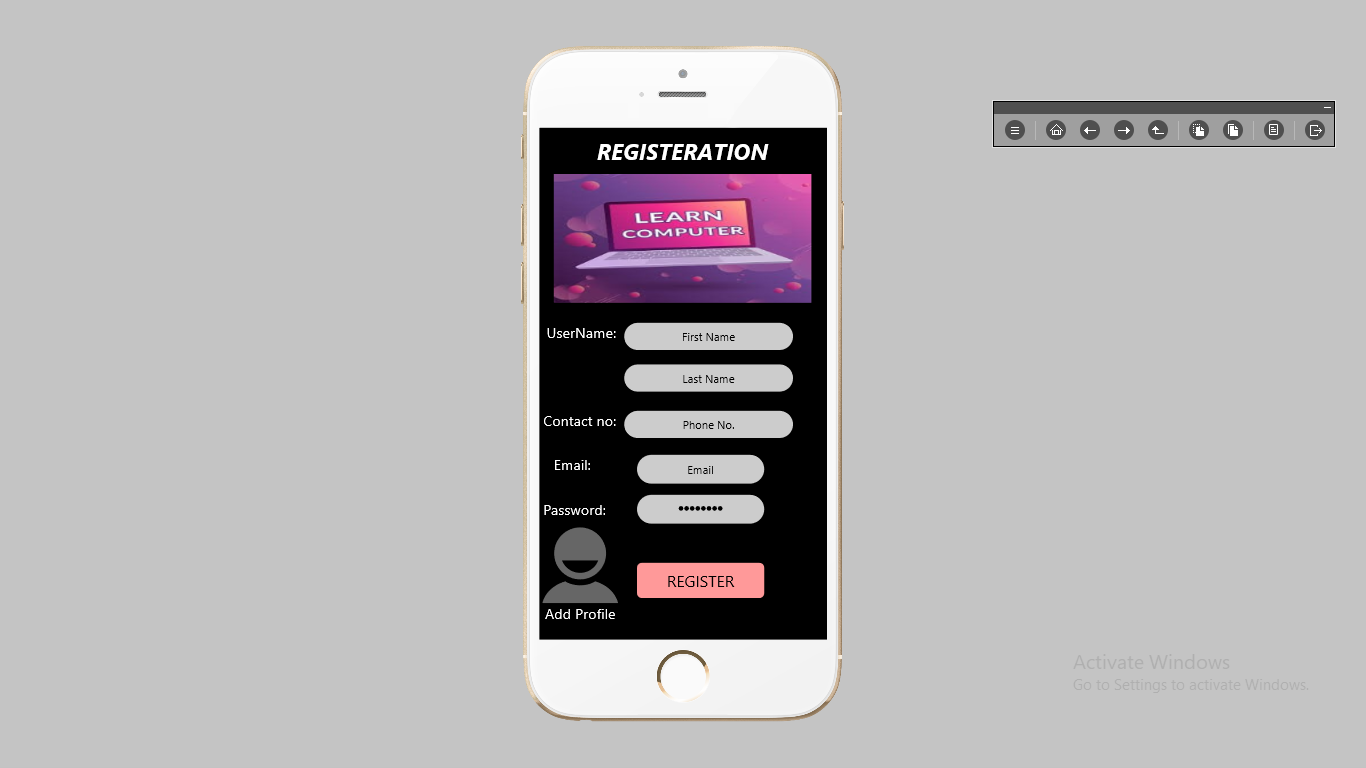 REGISTERATION
LEARN
COMPUTER
UserName:
First Name
Last Name
Contact no:
Phone No.
Email:
Email
Password:
••••••••
REGISTER
Add Profile
Activate Windows
Go to Settings to activate Windows.